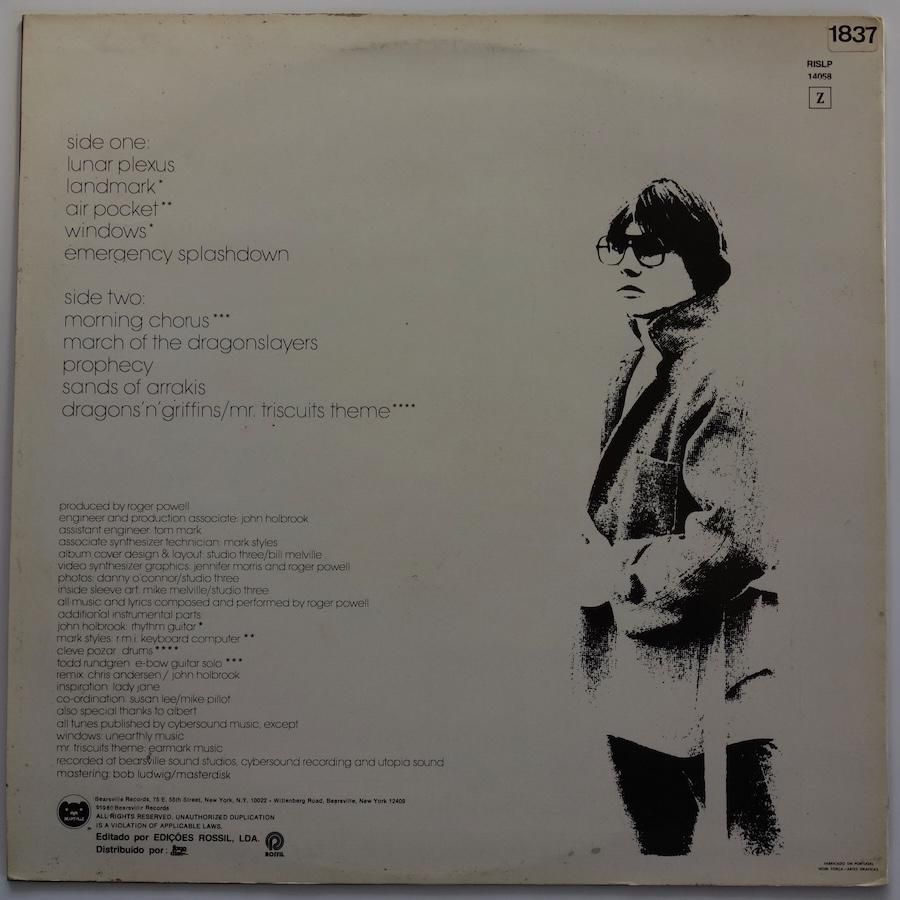 1837
RISLP
14058
Z
side one:
lunar plexus
landmark*
air pocket**
windows*
emergency splashdown
side two:
morning chorus***
march of the dragonslayers
prophecy
sands of arrakis
dragons'n'griffins/mr. triscuits theme****
produced by roger powell
engineer and production associate: john holbrook
assistant engineer: tom mark
associate synthesizer technician: mark styles
album cover design & layout: studio three/bill melville
video synthesizer graphics: jennifer morris and roger powell
photos: danny o'connor/studio three
inside sleeve art: mike melville/studio three
all music and lyrics composed and performed by roger powell
additional instrumental parts:
john holbrook: rhythm guitar*
mark styles: r.m.i. keyboard computer**
cleve pozar: drums****
todd rundgren: e-bow guitar solo***
remix: chris andersen/john holbrook
inspiration: lady jane
co-ordination: susan lee/mike pillot
also special thanks to albert
all tunes published by cybersound music, except
windows: unearthly music
mr. triscuits theme: earmark music
recorded at bearsville sound studios, cybersound recording and utopia sound
mastering: bob ludwig/masterdisk
Bearsville Records, 75 E. 55th Street, New York, N.Y. 10022 • Wittenberg Road, Bearsville, New York 12409
1980 Bearsville Records
ALL RIGHTS RESERVED. UNAUTHORIZED DUPLICATION
IS A VIOLATION OF APPLICABLE LAWS.
Editado por EDIÇÕES ROSSIL, LDA.
Distribuido por:
ROSSIL
FABRICADO EM PORTUGAL